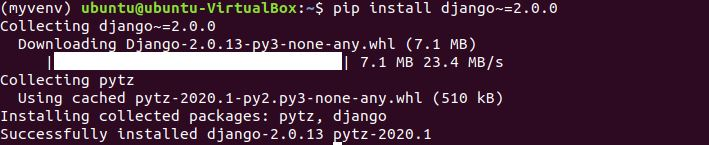 (myvenv) ubuntu@ubuntu-VirtualBox:~$ pip install django~=2.0.0
Collecting django~=2.0.0
  Downloading Django-2.0.13-py3-none-any.whl (7.1 MB)
     || 7.1 MB 23.4 MB/s
Collecting pytz
  Using cached pytz-2020.1-py2.py3-none-any.whl (510 kB)
Installing collected packages: pytz, django
Successfully installed django-2.0.13 pytz-2020.1